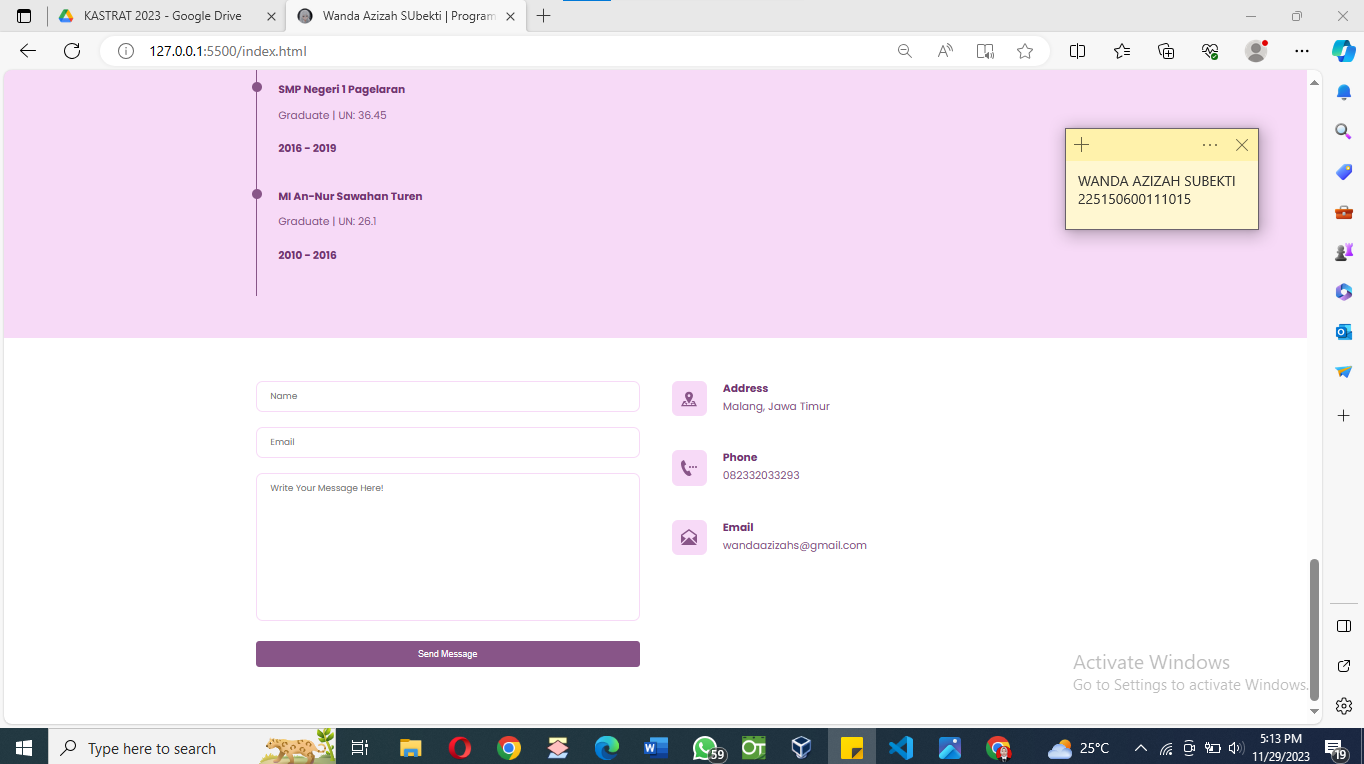 KASTRAT 2023 - Google Drive
Wanda Azizah SUbekti | Program
127.0.0.1:5500/index.html
SMP Negeri 1 Pagelaran
Graduate | UN: 36.45
2016 - 2019
MI An-Nur Sawahan Turen
Graduate | UN: 26.1
2010 - 2016
WANDA AZIZAH SUBEKTI
225150600111015
Name
Email
Write Your Message Here!
Send Message
Address
Malang, Jawa Timur
Phone
082332033293
Email
wandaazizahs@gmail.com
Activate Windows
Go to Settings to activate Windows.
Type here to search
59
25°C
5:13 PM
11/29/2023
19